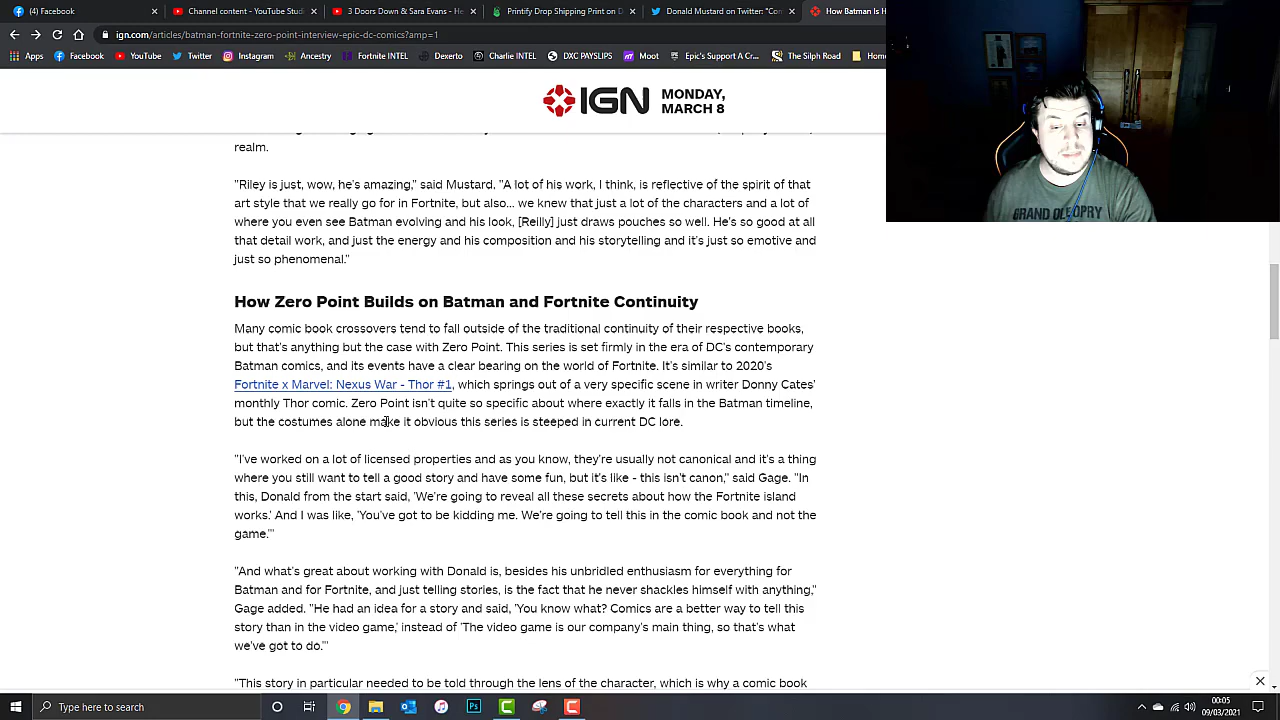 (4) Facebook
Channel content - YouTube Studi
3 Doors Down Sara Evans - Here
Printify Drop Shipping Print on D
Donald Mustard on Twitter: "Co
How Batman Is H
ign.com/articles/batman-fortnite-zero-point-interview-epic-dc-comics?amp=1
Apps
Facebook
YouTube
Twitter
Instagram
Ancestry
Fortnite INTEL
Dexerto
Charlie INTEL
DXC PAYSLIPS
Moot
Epic's Support A Cr...
The Silph Road
Home
IGN
MONDAY,
MARCH 8
realm.
"Riley is just, wow, he's amazing," said Mustard. "A lot of his work, I think, is reflective of the spirit of that
art style that we really go for in Fortnite, but also... we knew that just a lot of the characters and a lot of
where you even see Batman evolving and his look, [Reilly] just draws pouches so well. He's so good at all
that detail work, and just the energy and his composition and his storytelling and it's just so emotive and
just so phenomenal."
How Zero Point Builds on Batman and Fortnite Continuity
Many comic book crossovers tend to fall outside of the traditional continuity of their respective books,
but that's anything but the case with Zero Point. This series is set firmly in the era of DC's contemporary
Batman comics, and its events have a clear bearing on the world of Fortnite. It's similar to 2020's
Fortnite x Marvel: Nexus War - Thor #1, which springs out of a very specific scene in writer Donny Cates'
monthly Thor comic. Zero Point isn't quite so specific about where exactly it falls in the Batman timeline,
but the costumes alone make it obvious this series is steeped in current DC lore.
"I've worked on a lot of licensed properties and as you know, they're usually not canonical and it's a thing
where you still want to tell a good story and have some fun, but it's like - this isn't canon," said Gage. "In
this, Donald from the start said, 'We're going to reveal all these secrets about how the Fortnite island
works.' And I was like, 'You've got to be kidding me. We're going to tell this in the comic book and not the
game.'"
"And what's great about working with Donald is, besides his unbridled enthusiasm for everything for
Batman and for Fortnite, and just telling stories, is the fact that he never shackles himself with anything,"
Gage added. "He had an idea for a story and said, 'You know what? Comics are a better way to tell this
story than in the video game,' instead of 'The video game is our company's main thing, so that's what
we've got to do.'"
"This story in particular needed to be told through the lens of the character, which is why a comic book
GRAND OLE OPRY
Type here to search
00:05
09/03/2021